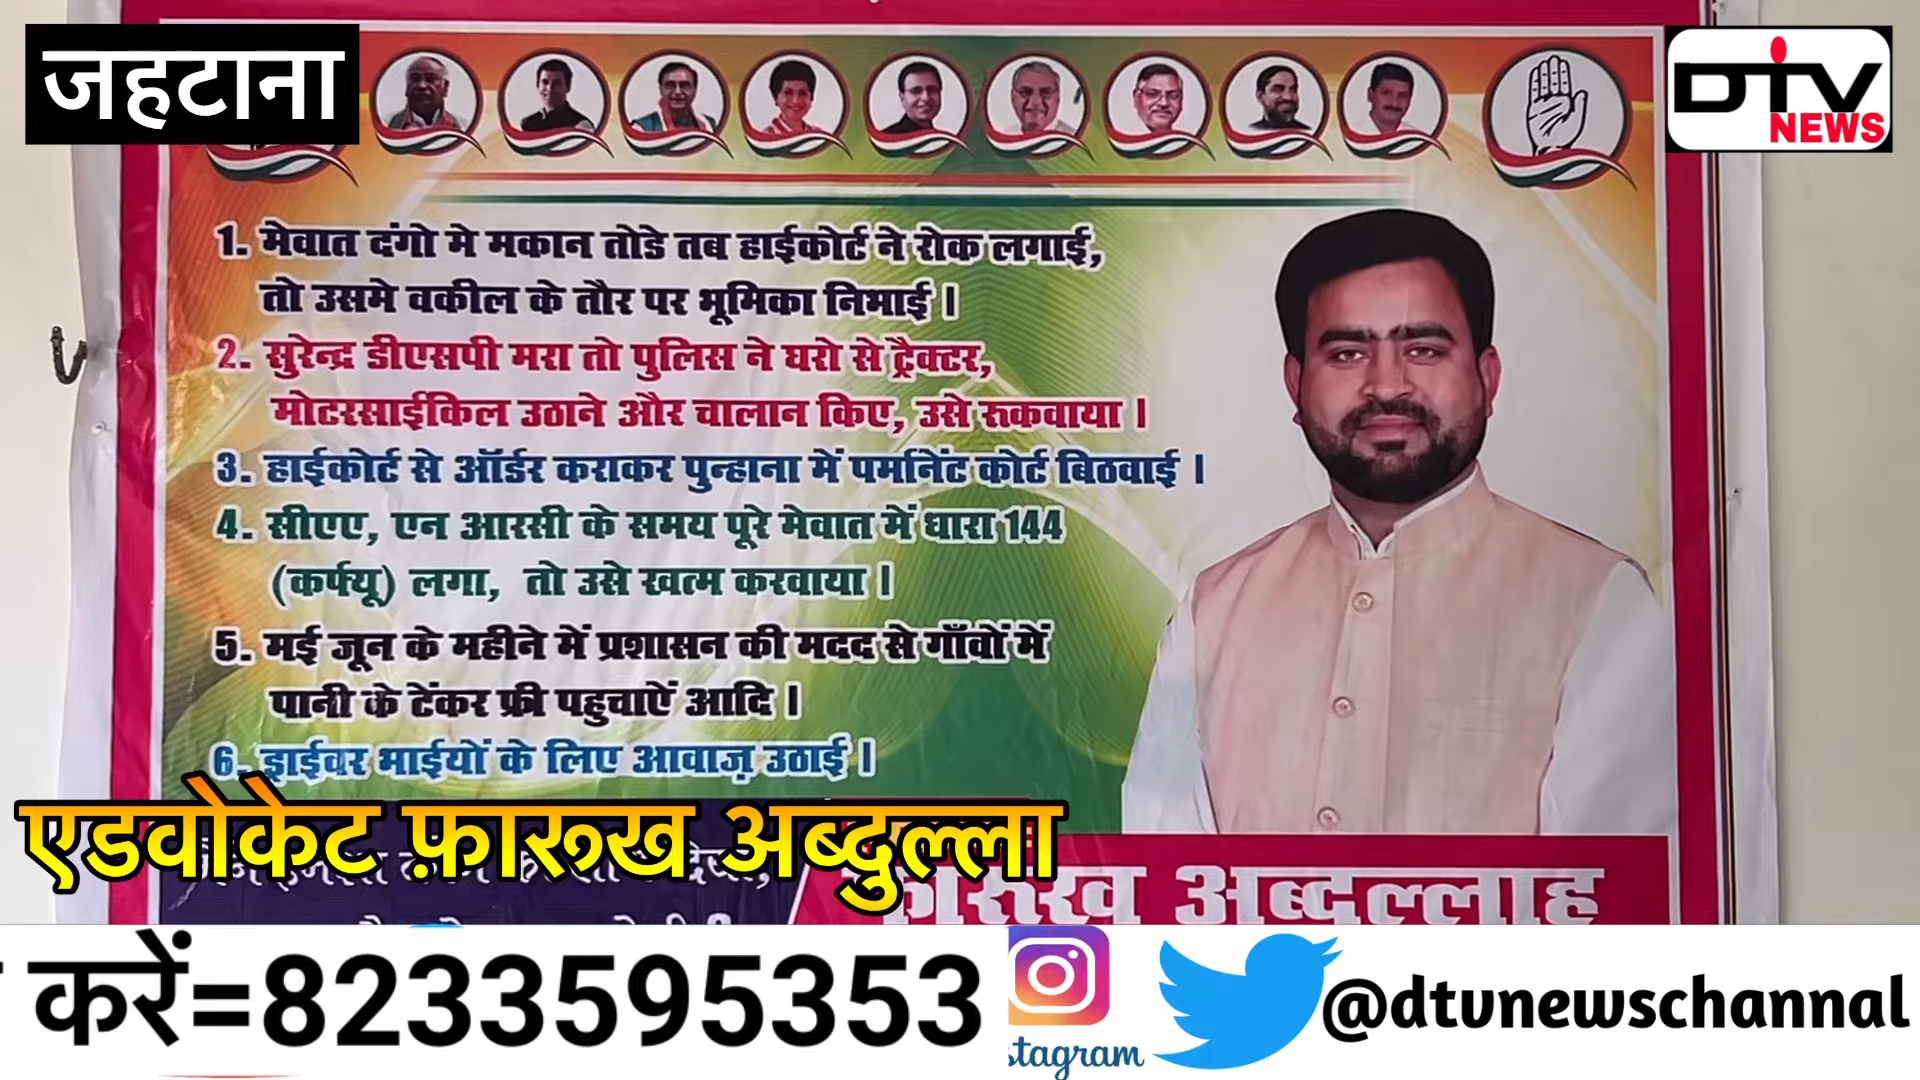 जहटाना
DTV
NEWS
1. मेवात दंगो मे मकान तोडे तब हाईकोर्ट ने रोक लगाई,
तो उसमे वकील के तौर पर भूमिका निभाई।
2. सुरेन्द्र डीएसपी मरा तो पुलिस ने घरो से ट्रैक्टर,
मोटरसाईकिल उठाने और चालान किए, उसे रूकवाया।
3. हाईकोर्ट से ऑर्डर कराकर पुन्हाना में पर्मानेंट कोर्ट बिठवाई।
4. सीएए, एन आरसी के समय पूरे मेवात में धारा 144
(कर्फ्यू) लगा, तो उसे खत्म करवाया।
5. मई जून के महीने में प्रशासन की मदद से गाँवों में
पानी के टेंकर फ्री पहुचाऐं आदि।
6. ड्राईवर भाईयों के लिए आवाज़ उठाई।
एडवोकेट फ़ारूख अब्दुल्ला
फारूख अब्दुल्लाह
करें=8233595353
stagram
@dtvnewschannal